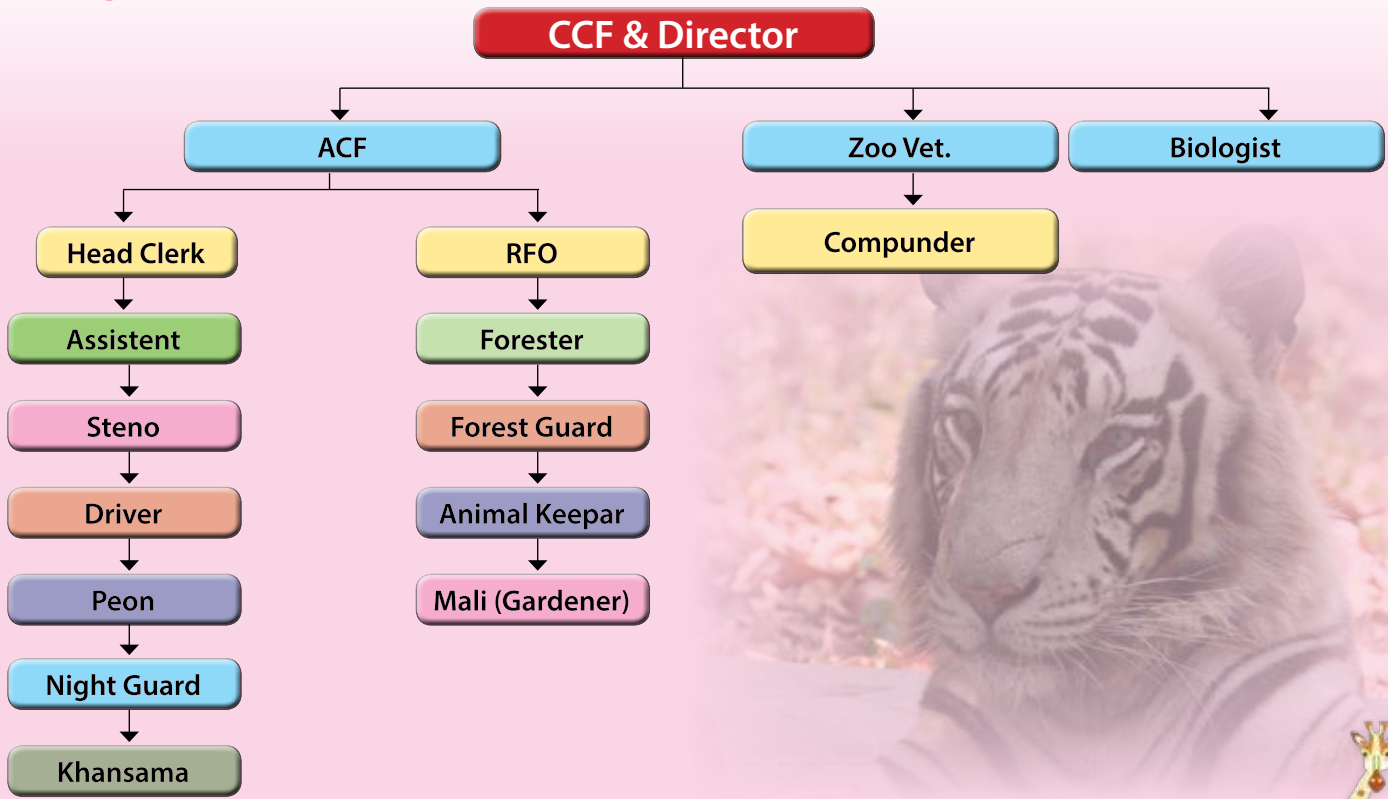 CCF & Director
ACF
Zoo Vet.
Biologist
Head Clerk
RFO
Compunder
Assistent
Forester
Steno
Forest Guard
Driver
Animal Keepar
Peon
Mali (Gardener)
Night Guard
Khansama